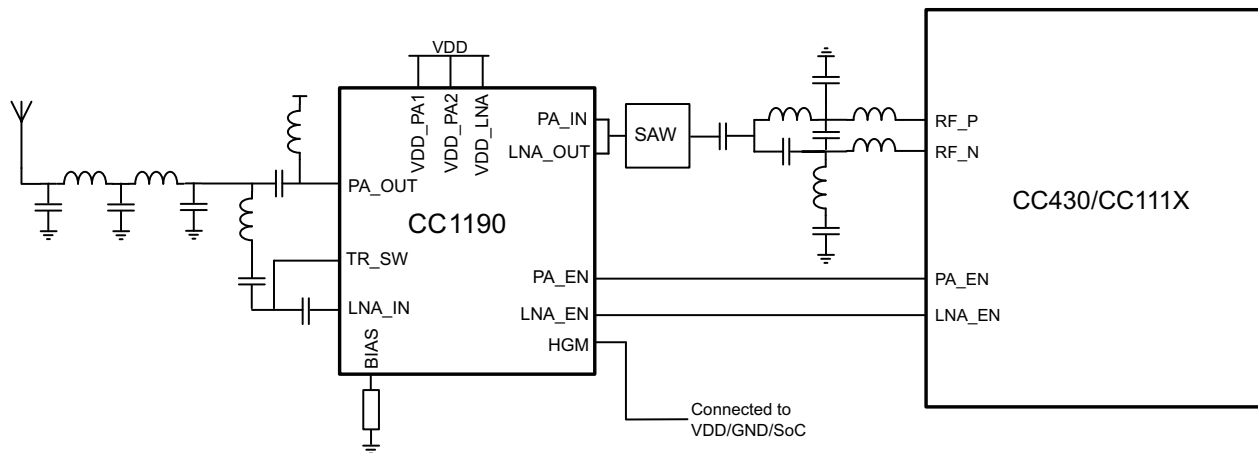 VDD
VDD_PA1
VDD_PA2
VDD_LNA
PA_IN
LNA_OUT
SAW
RF_P
RF_N
PA_OUT
CC1190
CC430/CC111X
TR_SW
LNA_IN
BIAS
PA_EN
LNA_EN
HGM
PA_EN
LNA_EN
Connected to
VDD/GND/SoC